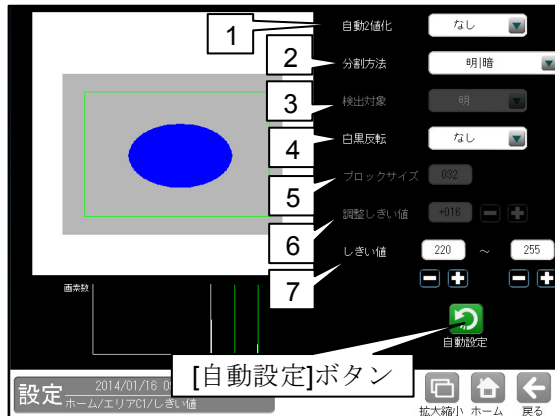 1 自動2値化 なし
2 分割方法 明|暗
3 検出対象 明
4 白黒反転 なし
5 ブロックサイズ 032
6 調整しきい値 +016
7 しきい値 220 ～ 255
画素数
自動設定
[自動設定]ボタン
設定 2014/01/16
ホーム/エリアC1/しきい値
拡大縮小 ホーム 戻る